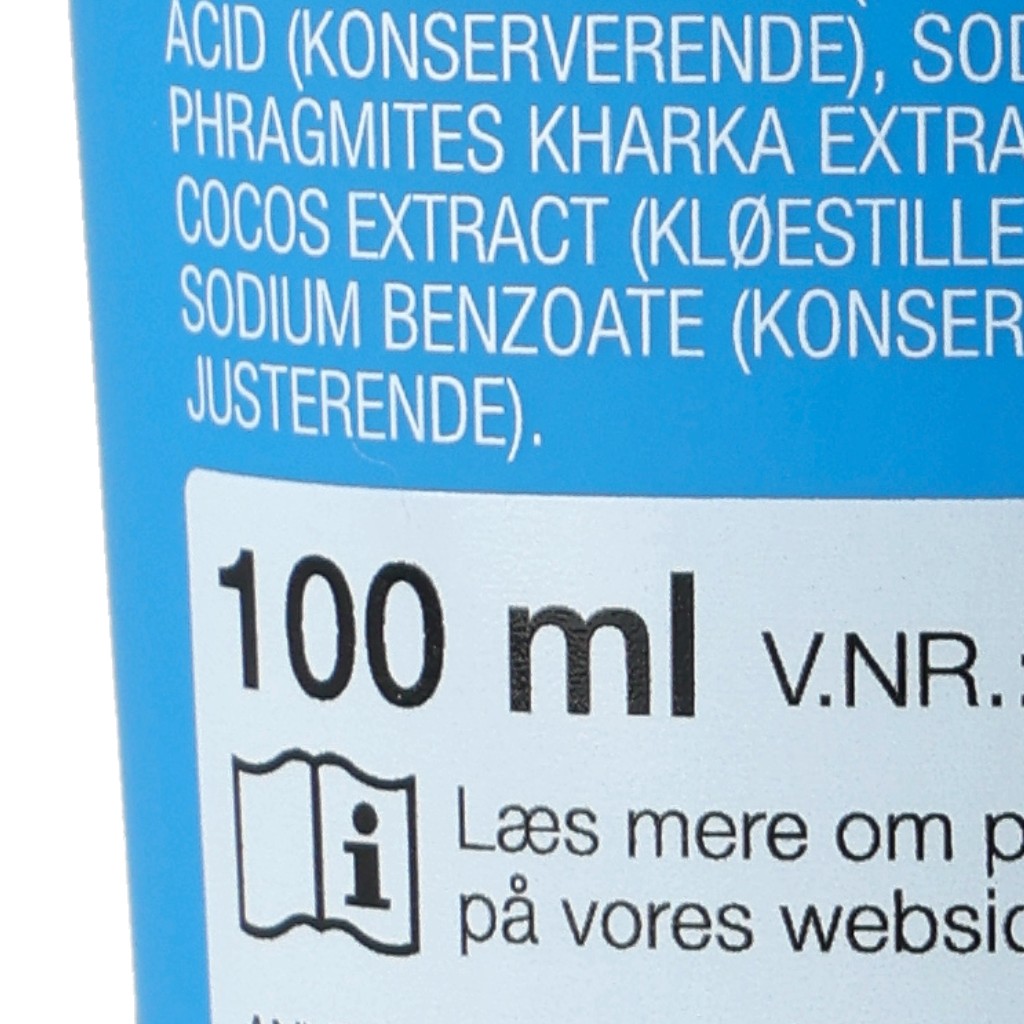 ACID (KONSERVERENDE), SOD
PHRAGMITES KHARKA EXTRA
COCOS EXTRACT (KLØESTILLE
SODIUM BENZOATE (KONSER
JUSTERENDE).
100 ml V.NR.:
Læs mere om p
på vores websid